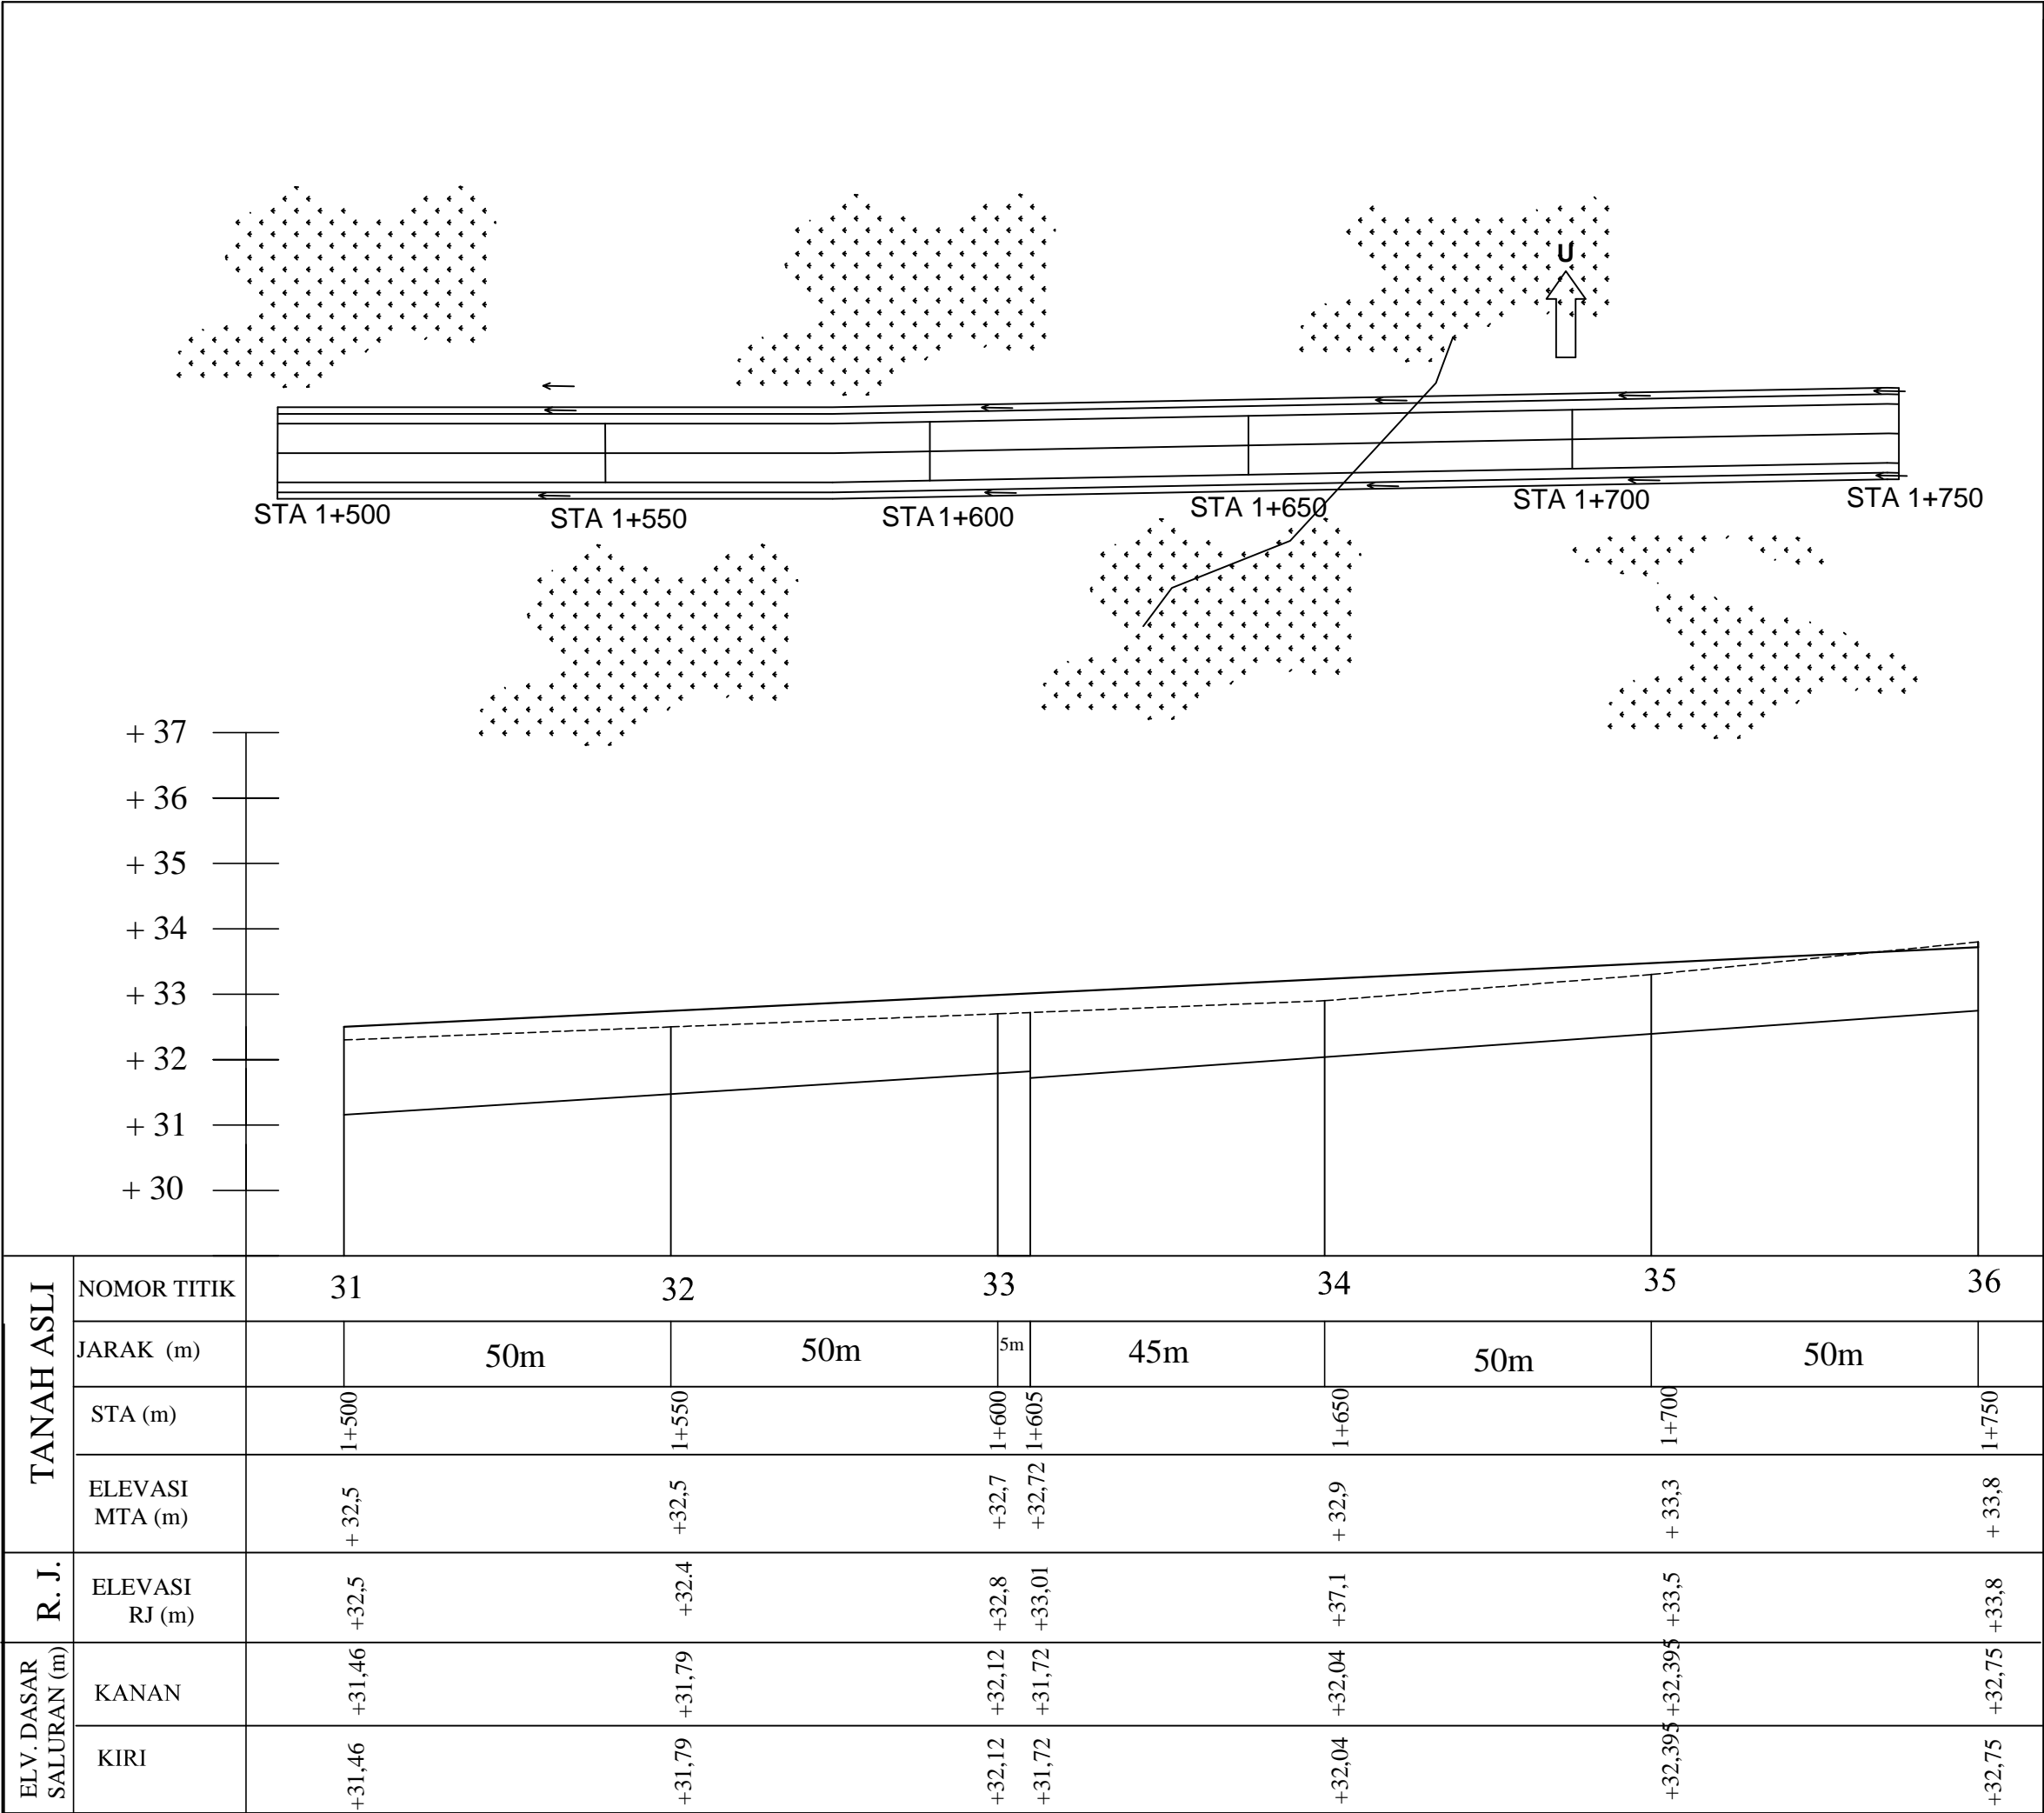 U
STA 1+500
STA 1+550
STA 1+600
STA 1+650
STA 1+700
STA 1+750
+ 37
+ 36
+ 35
+ 34
+ 33
+ 32
+ 31
+ 30
TANAH ASLI
NOMOR TITIK 31 32 33 34 35 36
JARAK (m) 50m 50m 5m 45m 50m 50m
STA (m) 1+500 1+550 1+600 1+605 1+650 1+700 1+750
ELEVASI
MTA (m)
+ 32,5 +32,5 +32,7 +32,72 + 32,9 + 33,3 + 33,8
R. J.
ELEVASI
RJ (m)
+32,5 +32.4 +32,8 +33,01 +37,1 +33,5 +33,8
ELV. DASAR
SALURAN (m)
KANAN +31,46 +31,79 +32,12 +31,72 +32,04 +32,395 +32,75
KIRI +31,46 +31,79 +32,12 +31,72 +32,04 +32,395 +32,75